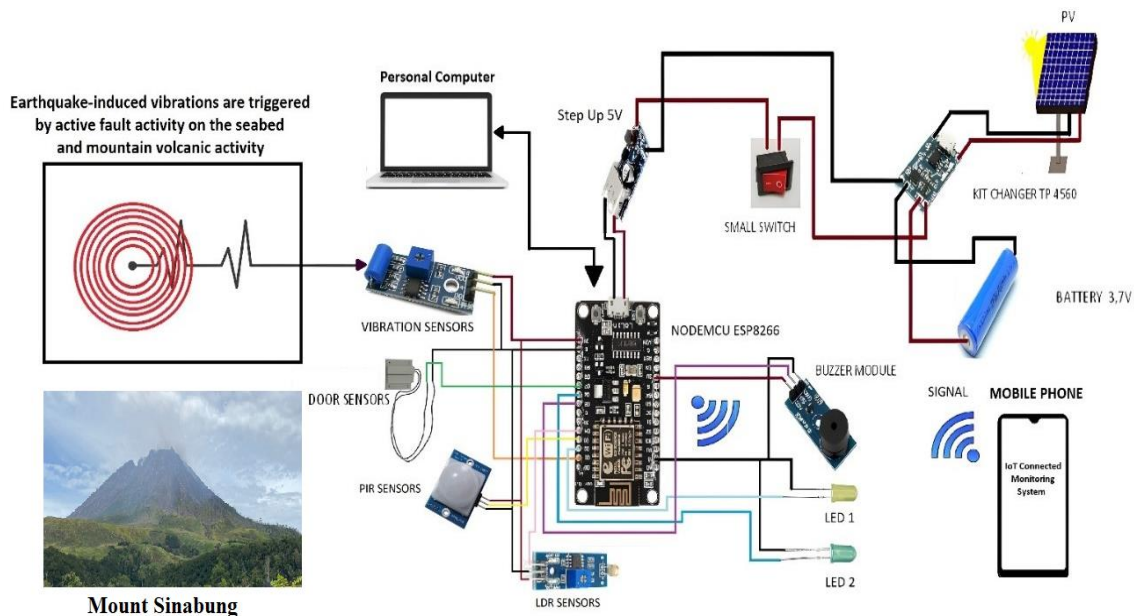 PV
Personal Computer
Earthquake-induced vibrations are triggered
by active fault activity on the seabed
and mountain volcanic activity
Step Up 5V
SMALL SWITCH
KIT CHANGER TP 4560
VIBRATION SENSORS
BATTERY 3,7V
NODEMCU ESP8266
BUZZER MODULE
DOOR SENSORS
SIGNAL
MOBILE PHONE
IoT Connected
Monitoring
System
PIR SENSORS
WiFi
LED 1
LED 2
LDR SENSORS
Mount Sinabung